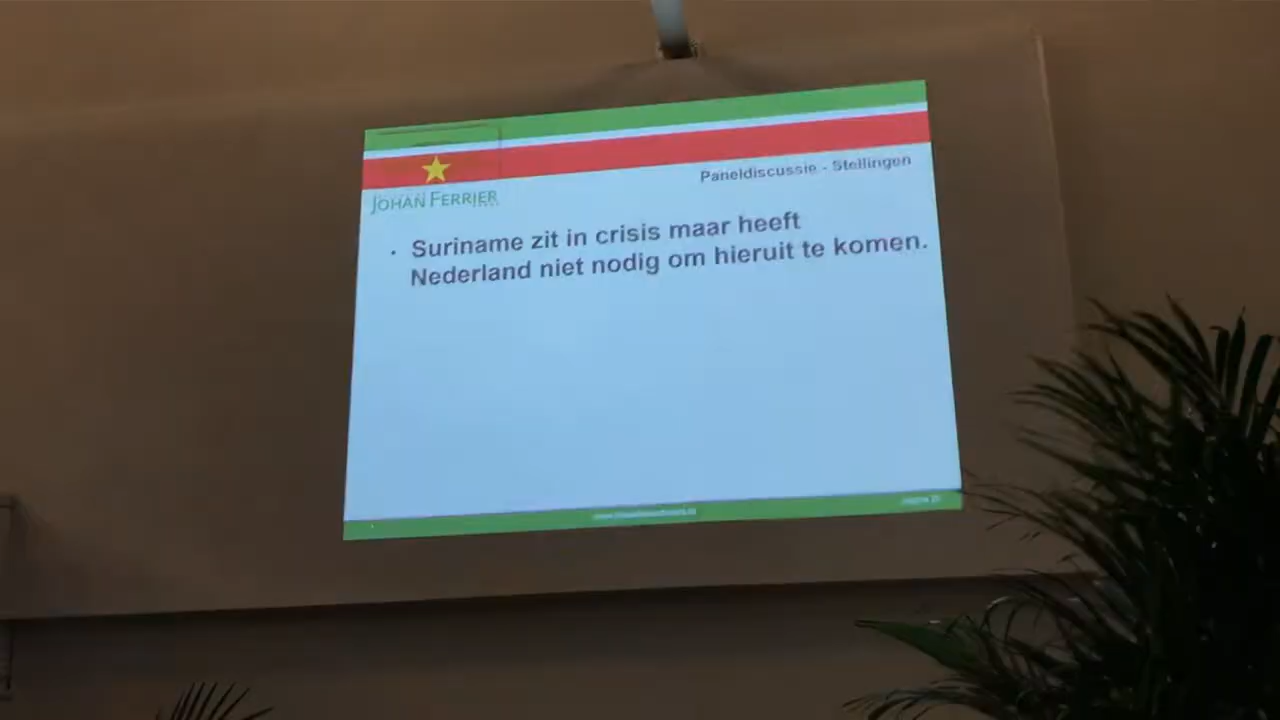 Paneldiscussie - Stellingen
JOHAN FERRIER
· Suriname zit in crisis maar heeft
Nederland niet nodig om hieruit te komen.